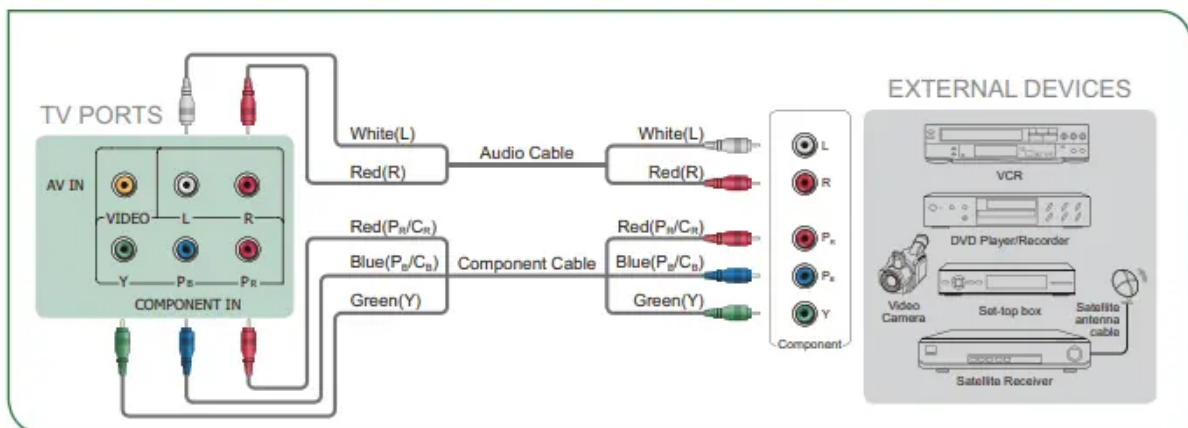 TV PORTS
AV IN
VIDEO
L
R
Y
PB
PR
COMPONENT IN
White(L)
Red(R)
Audio Cable
White(L)
Red(R)
Red(PR/CR)
Blue(PB/CB)
Green(Y)
Component Cable
Red(PR/CR)
Blue(PB/CB)
Green(Y)
L
R
PR
PB
Y
Component
EXTERNAL DEVICES
VCR
DVD Player/Recorder
Video
Camera
Set-top box
Satellite
antenna
cable
Satellite Receiver